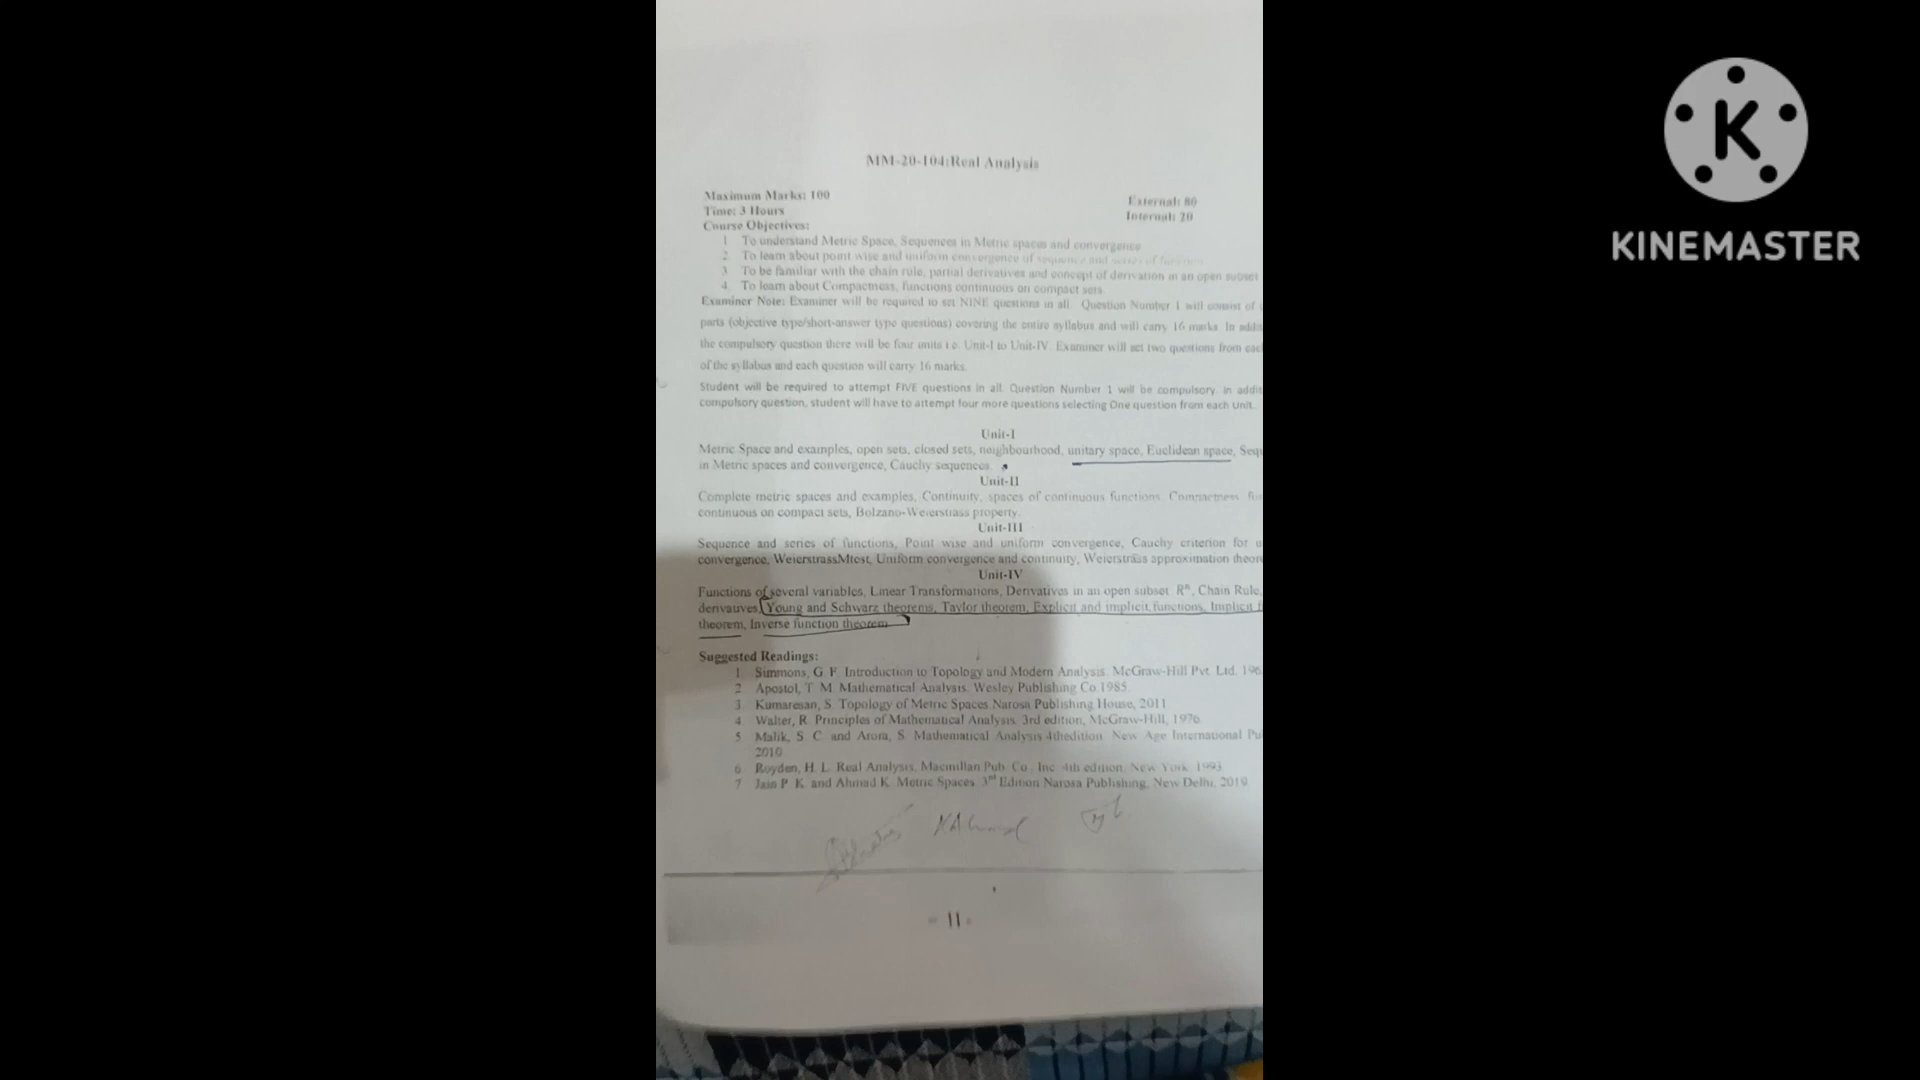 MM-20-104:Real Analysis
Maximum Marks: 100
External: 80
Time: 3 Hours
Internal: 20
Course Objectives:
1 To understand Metric Space, Sequences in Metric spaces and convergence
2. To learn about point wise and uniform convergence of sequence and series of function
3 To be familiar with the chain rule, partial derivatives and concept of derivation in an open subset
4. To learn about Compactness, functions continuous on compact sets
Examiner Note: Examiner will be required to set NINE questions in all. Question Number 1 will consist of
parts (objective type/short-answer type questions) covering the entire syllabus and will carry 16 marks. In
the compulsory question there will be four units i.e. Unit-I to Unit-IV. Examiner will set two questions from
of the syllabus and each question will carry 16 marks.
Student will be required to attempt FIVE questions in all. Question Number 1 will be compulsory. In
compulsory question, student will have to attempt four more questions selecting One question from each Unit.
Unit-I
Metric Space and examples, open sets, closed sets, neighbourhood, unitary space, Euclidean space,
in Metric spaces and convergence, Cauchy sequences.
Unit-II
Complete metric spaces and examples, Continuity, spaces of continuous functions. Compactness
continuous on compact sets, Bolzano-Weierstrass property.
Unit-III
Sequence and series of functions, Point wise and uniform convergence, Cauchy criterion for
convergence, WeierstrassMtest, Uniform convergence and continuity, Weierstrass approximation
Unit-IV
Functions of several variables, Linear Transformations, Derivatives in an open subset R^n, Chain Rule,
derivatives, Young and Schwarz theorems, Taylor theorem, Explicit and implicit functions, Implicit
theorem, Inverse function theorem
Suggested Readings:
1 Simmons, G. F. Introduction to Topology and Modern Analysis. McGraw-Hill Pvt. Ltd.
2 Apostol, T. M. Mathematical Analysis. Wesley Publishing Co.1985.
3. Kumaresan, S. Topology of Metric Spaces Narosa Publishing House, 2011
4 Walter, R. Principles of Mathematical Analysis. 3rd edition, McGraw-Hill, 1976
5 Malik, S. C. and Arora, S. Mathematical Analysis 4thedition. New Age International
2010
6 Royden, H. L. Real Analysis, Macmillan Pub. Co., Inc. 4th edition, New York, 1993
7 Jain P. K. and Ahmad K. Metric Spaces. 3rd Edition Narosa Publishing, New Delhi, 2019
- 11 -
KINEMASTER